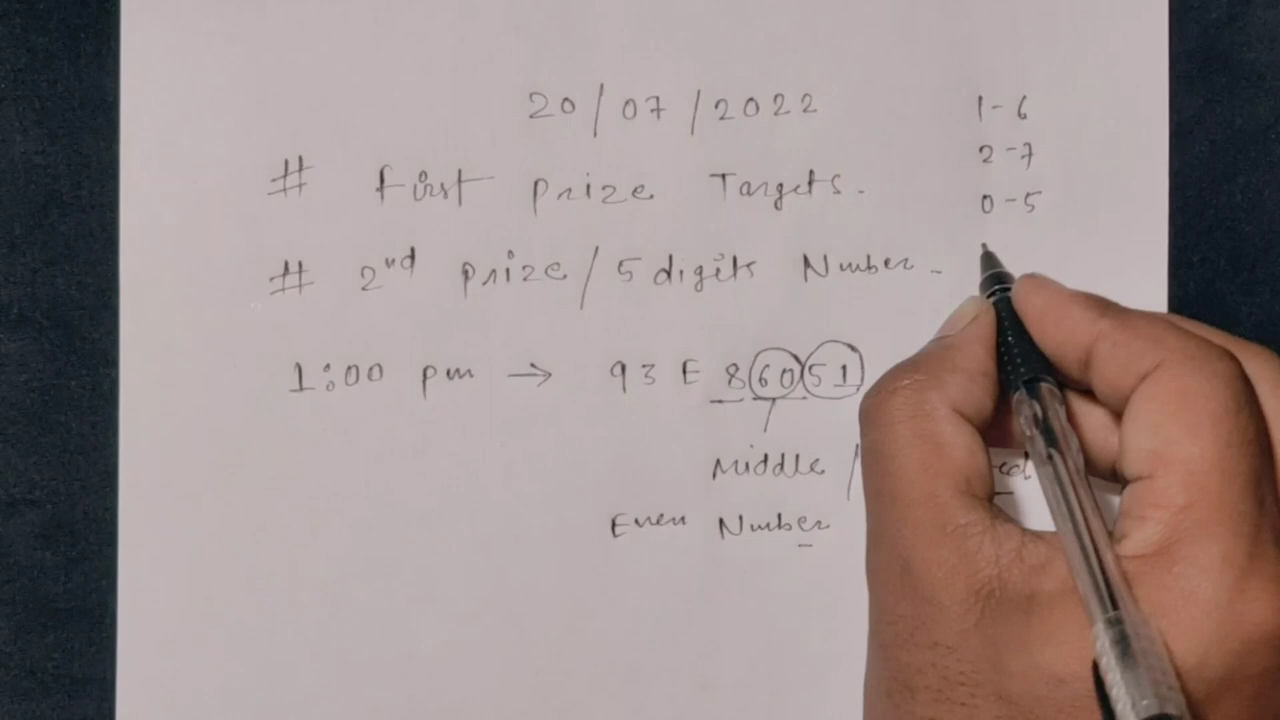 20/07/2022
# First Prize Targets.
# 2nd prize/5 digits Number.
1:00 pm → 93 E 86051
Middle /
Even Number
1-6
2-7
0-5